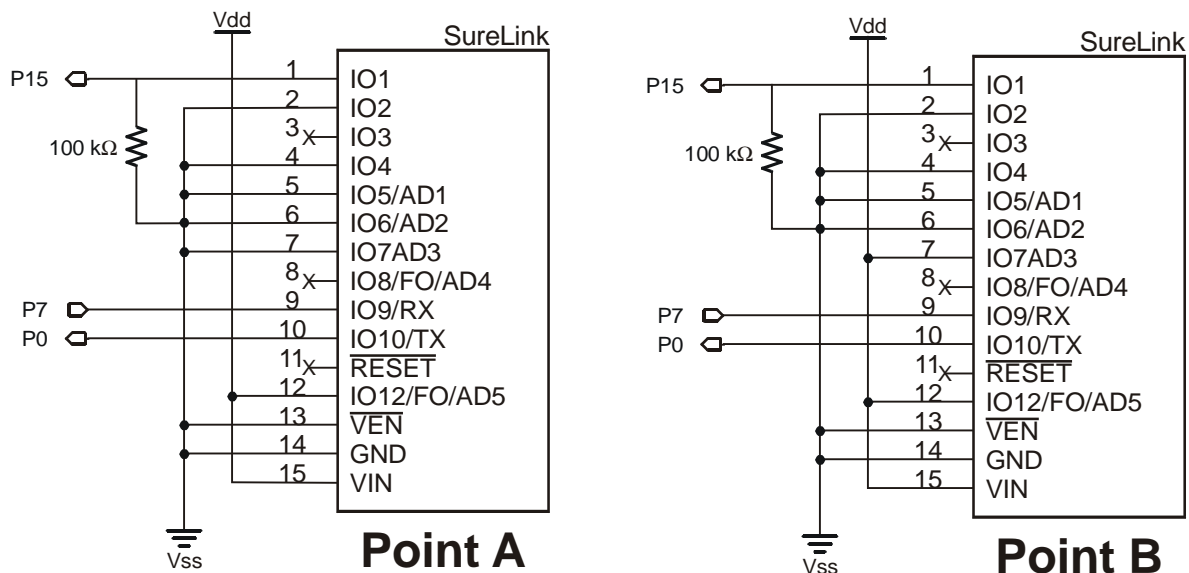 Vdd
SureLink
P15
1 IO1
2 IO2
3 IO3
100 kΩ
4 IO4
5 IO5/AD1
6 IO6/AD2
7 IO7AD3
8 IO8/FO/AD4
P7 9 IO9/RX
P0 10 IO10/TX
11 RESET
12 IO12/FO/AD5
13 VEN
14 GND
15 VIN
Vss
Point A
Vdd
SureLink
P15
1 IO1
2 IO2
3 IO3
100 kΩ
4 IO4
5 IO5/AD1
6 IO6/AD2
7 IO7AD3
8 IO8/FO/AD4
P7 9 IO9/RX
P0 10 IO10/TX
11 RESET
12 IO12/FO/AD5
13 VEN
14 GND
15 VIN
Vss
Point B